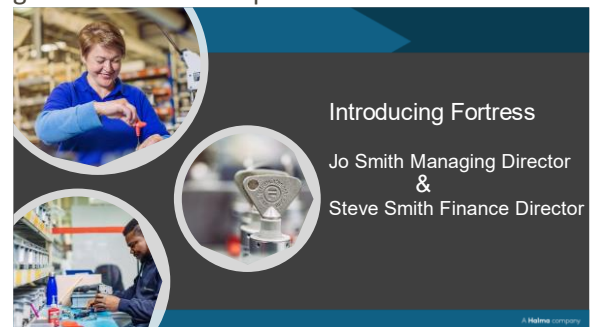 Introducing Fortress
Jo Smith Managing Director
&
Steve Smith Finance Director
A Halma company